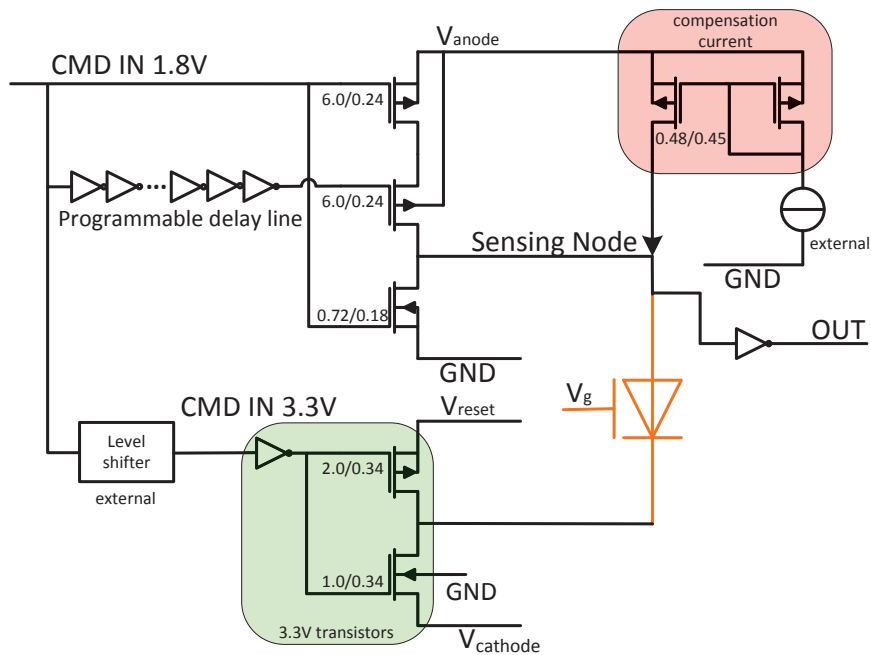 compensation
current
Vanode
CMD IN 1.8V
6.0/0.24
0.48/0.45
6.0/0.24
Programmable delay line
Sensing Node
external
GND
0.72/0.18
OUT
GND
Vg
CMD IN 3.3V
Vreset
Level
shifter
2.0/0.34
external
1.0/0.34
GND
3.3V transistors
Vcathode